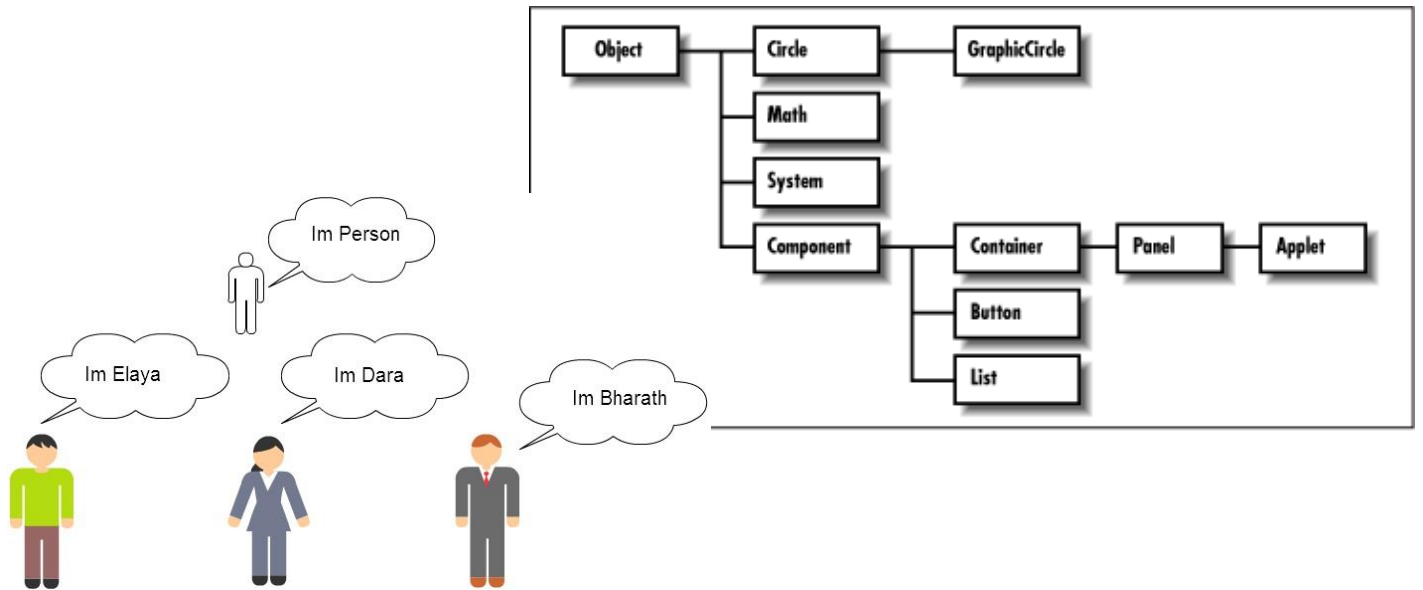 Object
Circle
GraphicCircle
Math
System
Component
Container
Panel
Applet
Button
List
Im Person
Im Elaya
Im Dara
Im Bharath